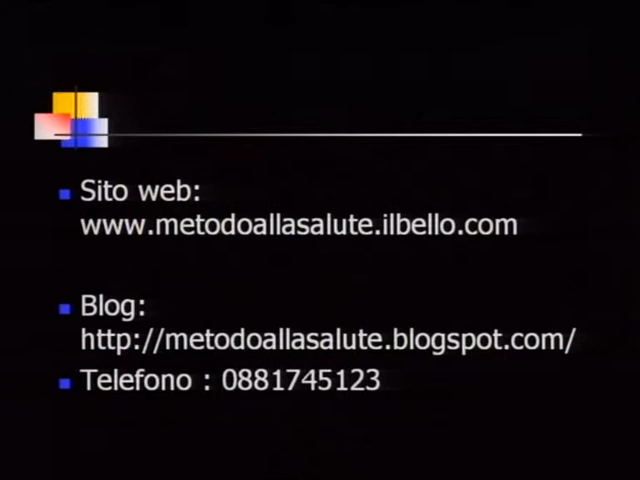 Sito web:
www.metodoallasalute.ilbello.com
Blog:
http://metodoallasalute.blogspot.com/
Telefono : 0881745123